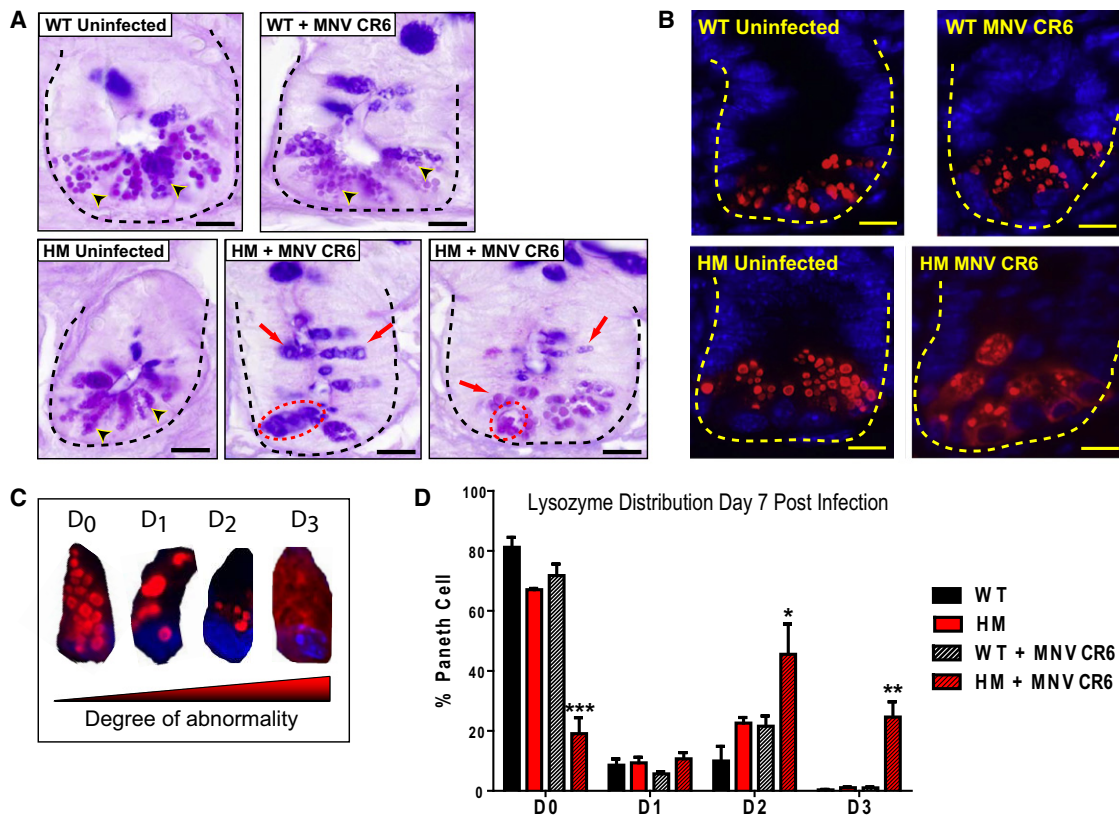 A
WT Uninfected
WT + MNV CR6
HM Uninfected
HM + MNV CR6
HM + MNV CR6
B
WT Uninfected
WT MNV CR6
HM Uninfected
HM MNV CR6
C
D0 D1 D2 D3
Degree of abnormality
D
Lysozyme Distribution Day 7 Post Infection
% Paneth Cell
100
80
60
40
20
0
***
*
**
D0 D1 D2 D3
WT
HM
WT + MNV CR6
HM + MNV CR6